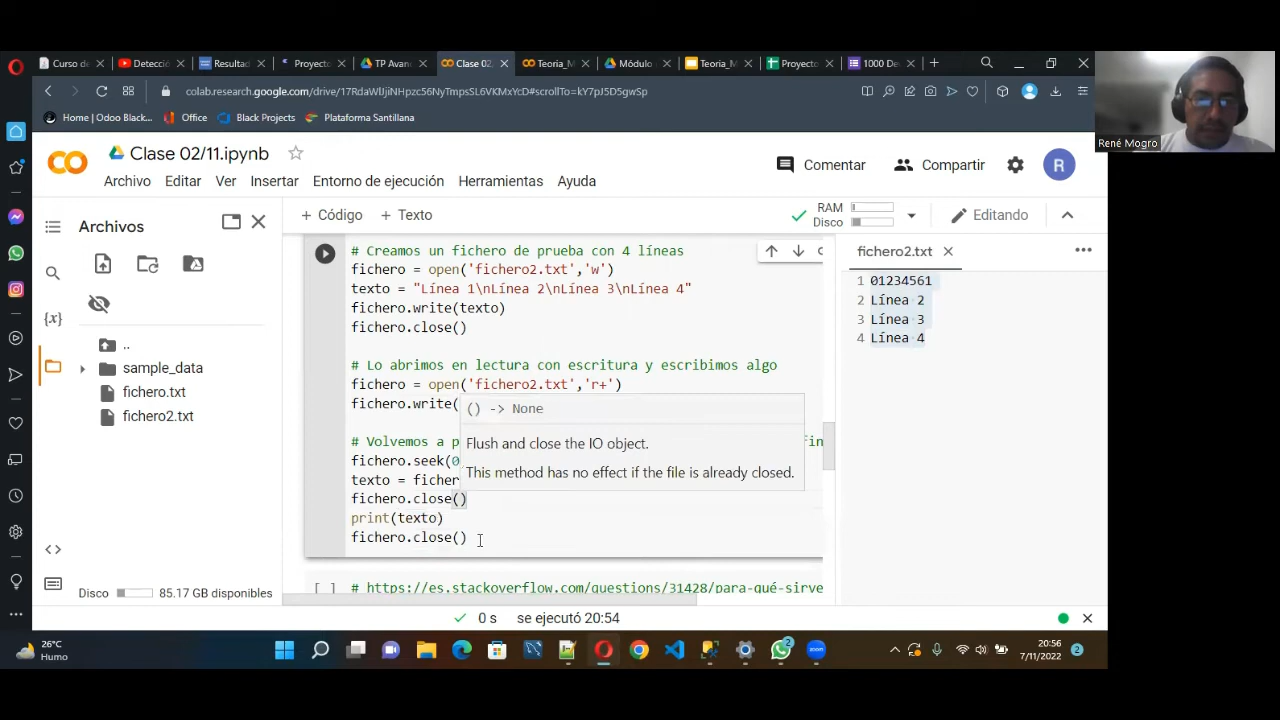 Curso de
Detecci
Resultad
Proyecto
TP Avan
Clase 02,
Teoria_M
Módulo
Teoria_M
Proyecto
1000 De
colab.research.google.com/drive/17RdaWlJjiNHpzc56NyTmpsSL6VKMxYcD#scrollTo=kY7pJ5D5gwSp
Home | Odoo Black...
Office
Black Projects
Plataforma Santillana
René Mogro
CO
Clase 02/11.ipynb
Comentar
Compartir
R
Archivo Editar Ver Insertar Entorno de ejecución Herramientas Ayuda
+ Código + Texto
RAM
Disco
Editando
Archivos
{x}
..
sample_data
fichero.txt
fichero2.txt
Disco
85.17 GB disponibles
# Creamos un fichero de prueba con 4 líneas
fichero = open('fichero2.txt','w')
texto = "Línea 1\nLínea 2\nLínea 3\nLínea 4"
fichero.write(texto)
fichero.close()
# Lo abrimos en lectura con escritura y escribimos algo
fichero = open('fichero2.txt','r+')
fichero.write(
() -> None
Flush and close the IO object.
This method has no effect if the file is already closed.
# Volvemos a p
fin
fichero.seek(0
texto = ficher
fichero.close()
print(texto)
fichero.close()
[ ] # https://es.stackoverflow.com/questions/31428/para-qué-sirve
fichero2.txt
1 01234561
2 Línea 2
3 Línea 3
4 Línea 4
0 s se ejecutó 20:54
26°C
Humo
2
zoom
20:56
7/11/2022
2